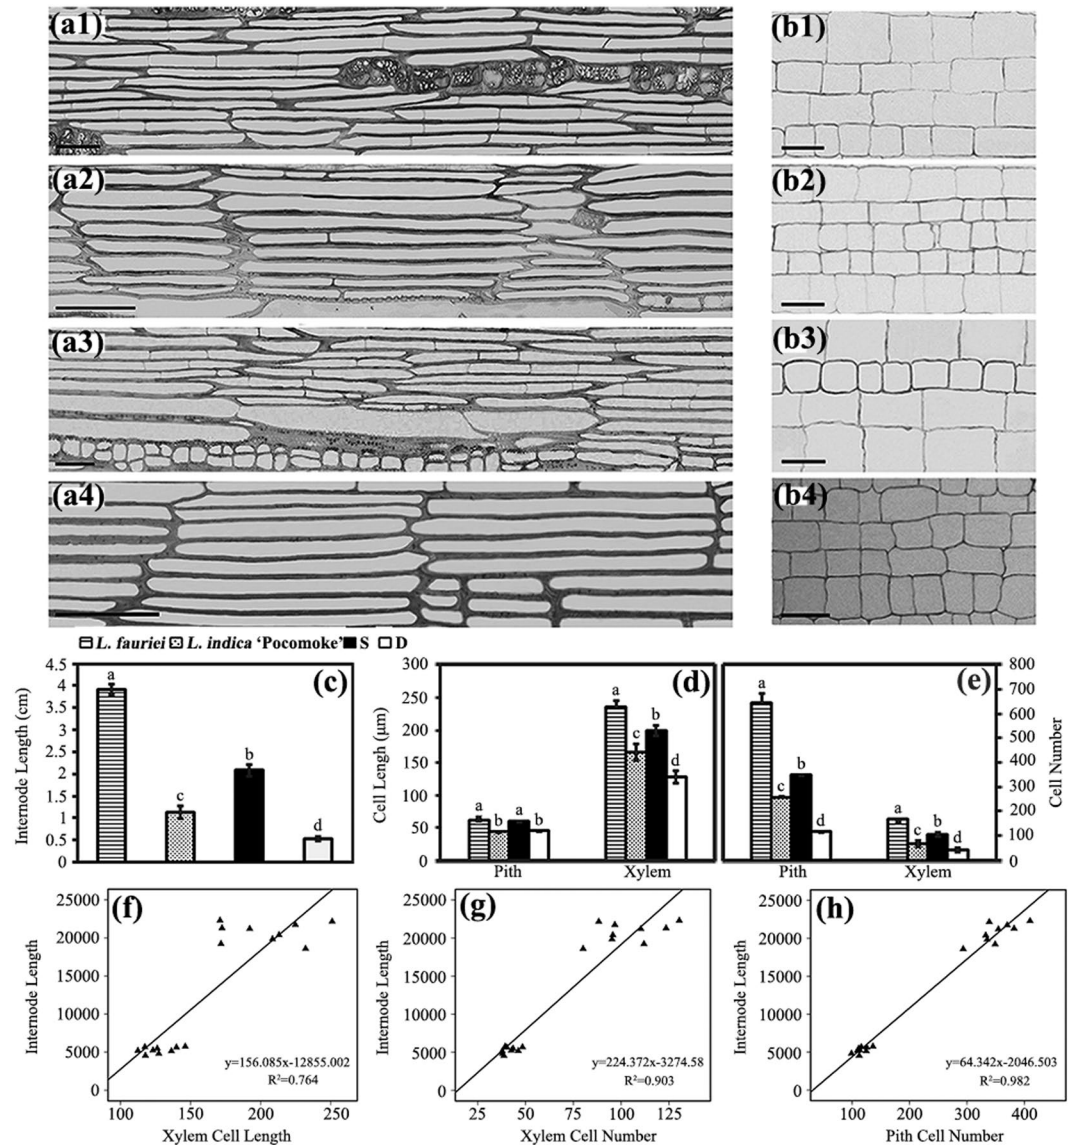 (a1)
(b1)
(a2)
(b2)
(a3)
(b3)
(a4)
(b4)
L. fauriei L. indica ‘Pocomoke’ S D
(c)
Internode Length (cm)
4.5
4
3.5
3
2.5
2
1.5
1
0.5
0
a
c
b
d
(d)
Cell Lengh (µm)
300
250
200
150
100
50
0
a
b
a
b
a
c
b
d
Pith
Xylem
(e)
a
c
b
d
a
c
b
d
Pith
Xylem
800
700
600
500
400
300
200
100
0
Cell Number
(f)
Internode Length
25000
20000
15000
10000
5000
0
y=156.085x-12855.002
R²=0.764
100 150 200 250
Xylem Cell Length
(g)
Internode Length
25000
20000
15000
10000
5000
0
y=224.372x-3274.58
R²=0.903
25 50 75 100 130
Xylem Cell Number
(h)
Internode Length
25000
20000
15000
10000
5000
0
y=64.342x-2046.503
R²=0.982
100 200 300 400
Pith Cell Number